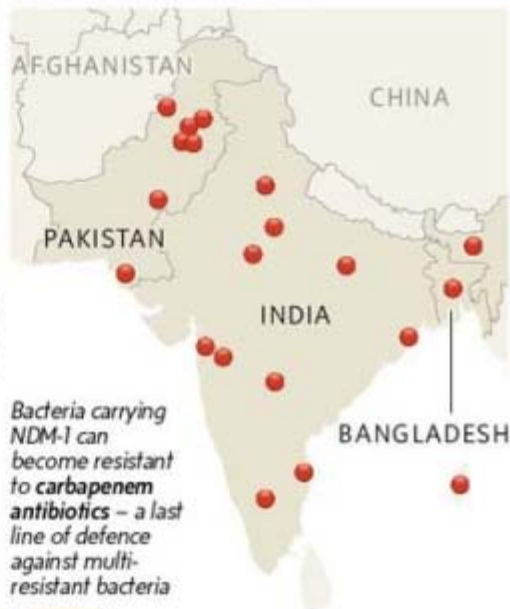 AFGHANISTAN
CHINA
PAKISTAN
INDIA
BANGLADESH
Bacteria carrying
NDM-1 can
become resistant
to carbapenem
antibiotics – a last
line of defence
against multi-
resistant bacteria